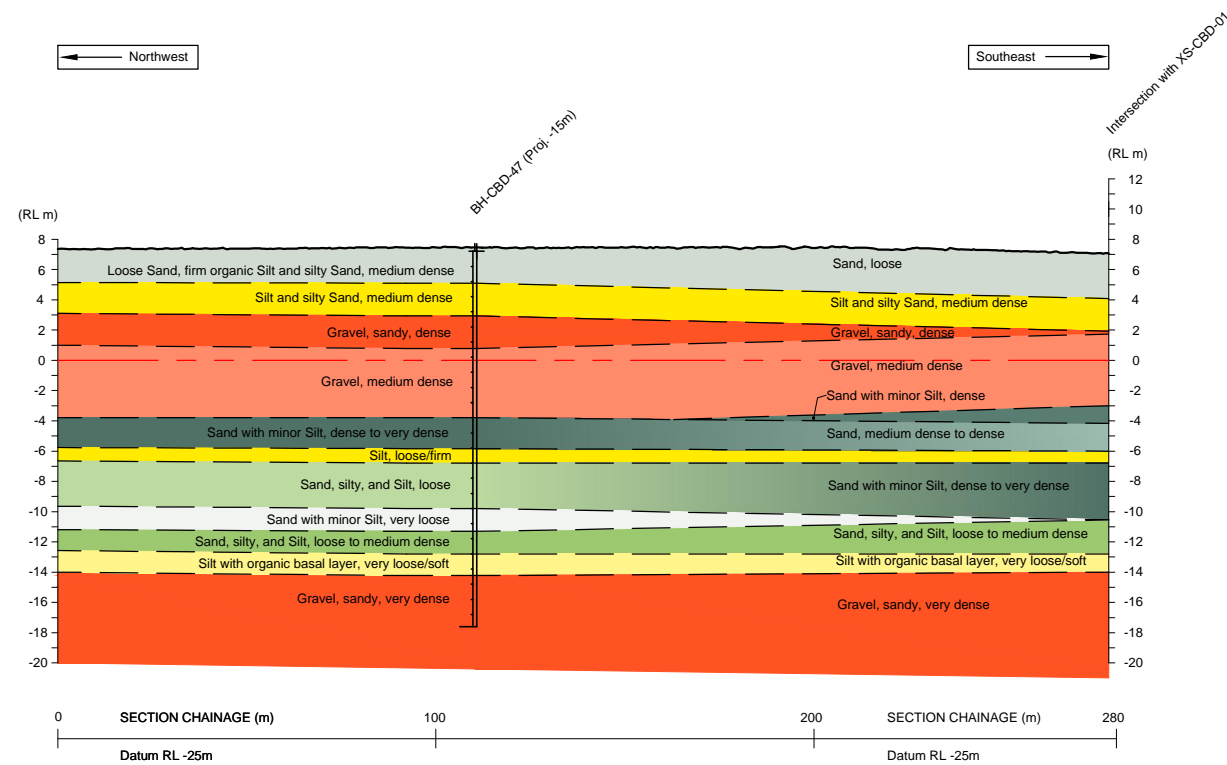 Northwest
Southeast
Intersection with XS-CBD-01
BH-CBD-47 (Proj. -15m)
(RL m)
(RL m)
12
10
8
6
4
2
0
-2
-4
-6
-8
-10
-12
-14
-16
-18
-20
8
6
4
2
0
-2
-4
-6
-8
-10
-12
-14
-16
-18
-20
Loose Sand, firm organic Silt and silty Sand, medium dense
Silt and silty Sand, medium dense
Gravel, sandy, dense
Gravel, medium dense
Sand with minor Silt, dense to very dense
Silt, loose/firm
Sand, silty, and Silt, loose
Sand with minor Silt, very loose
Sand, silty, and Silt, loose to medium dense
Silt with organic basal layer, very loose/soft
Gravel, sandy, very dense
Sand, loose
Silt and silty Sand, medium dense
Gravel, sandy, dense
Gravel, medium dense
Sand with minor Silt, dense
Sand, medium dense to dense
Sand with minor Silt, dense to very dense
Sand, silty, and Silt, loose to medium dense
Silt with organic basal layer, very loose/soft
Gravel, sandy, very dense
0 SECTION CHAINAGE (m) 100 200 SECTION CHAINAGE (m) 280
Datum RL -25m Datum RL -25m